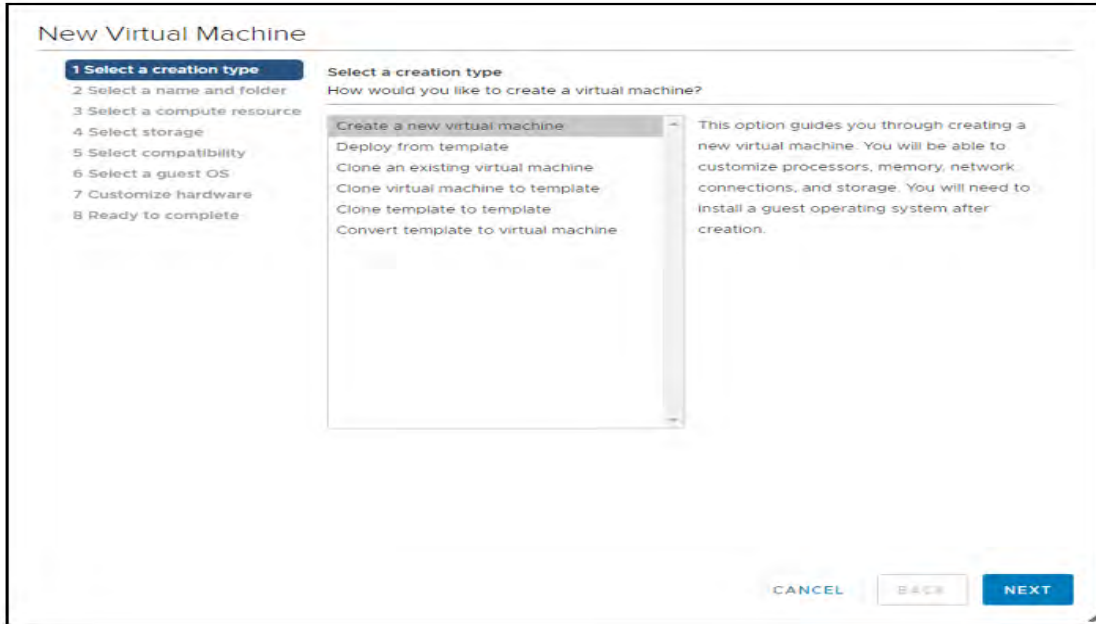 New Virtual Machine
1 Select a creation type
2 Select a name and folder
3 Select a compute resource
4 Select storage
5 Select compatibility
6 Select a guest OS
7 Customize hardware
8 Ready to complete
Select a creation type
How would you like to create a virtual machine?
Create a new virtual machine
Deploy from template
Clone an existing virtual machine
Clone virtual machine to template
Clone template to template
Convert template to virtual machine
This option guides you through creating a
new virtual machine. You will be able to
customize processors, memory, network
connections, and storage. You will need to
install a guest operating system after
creation.
CANCEL
BACK
NEXT